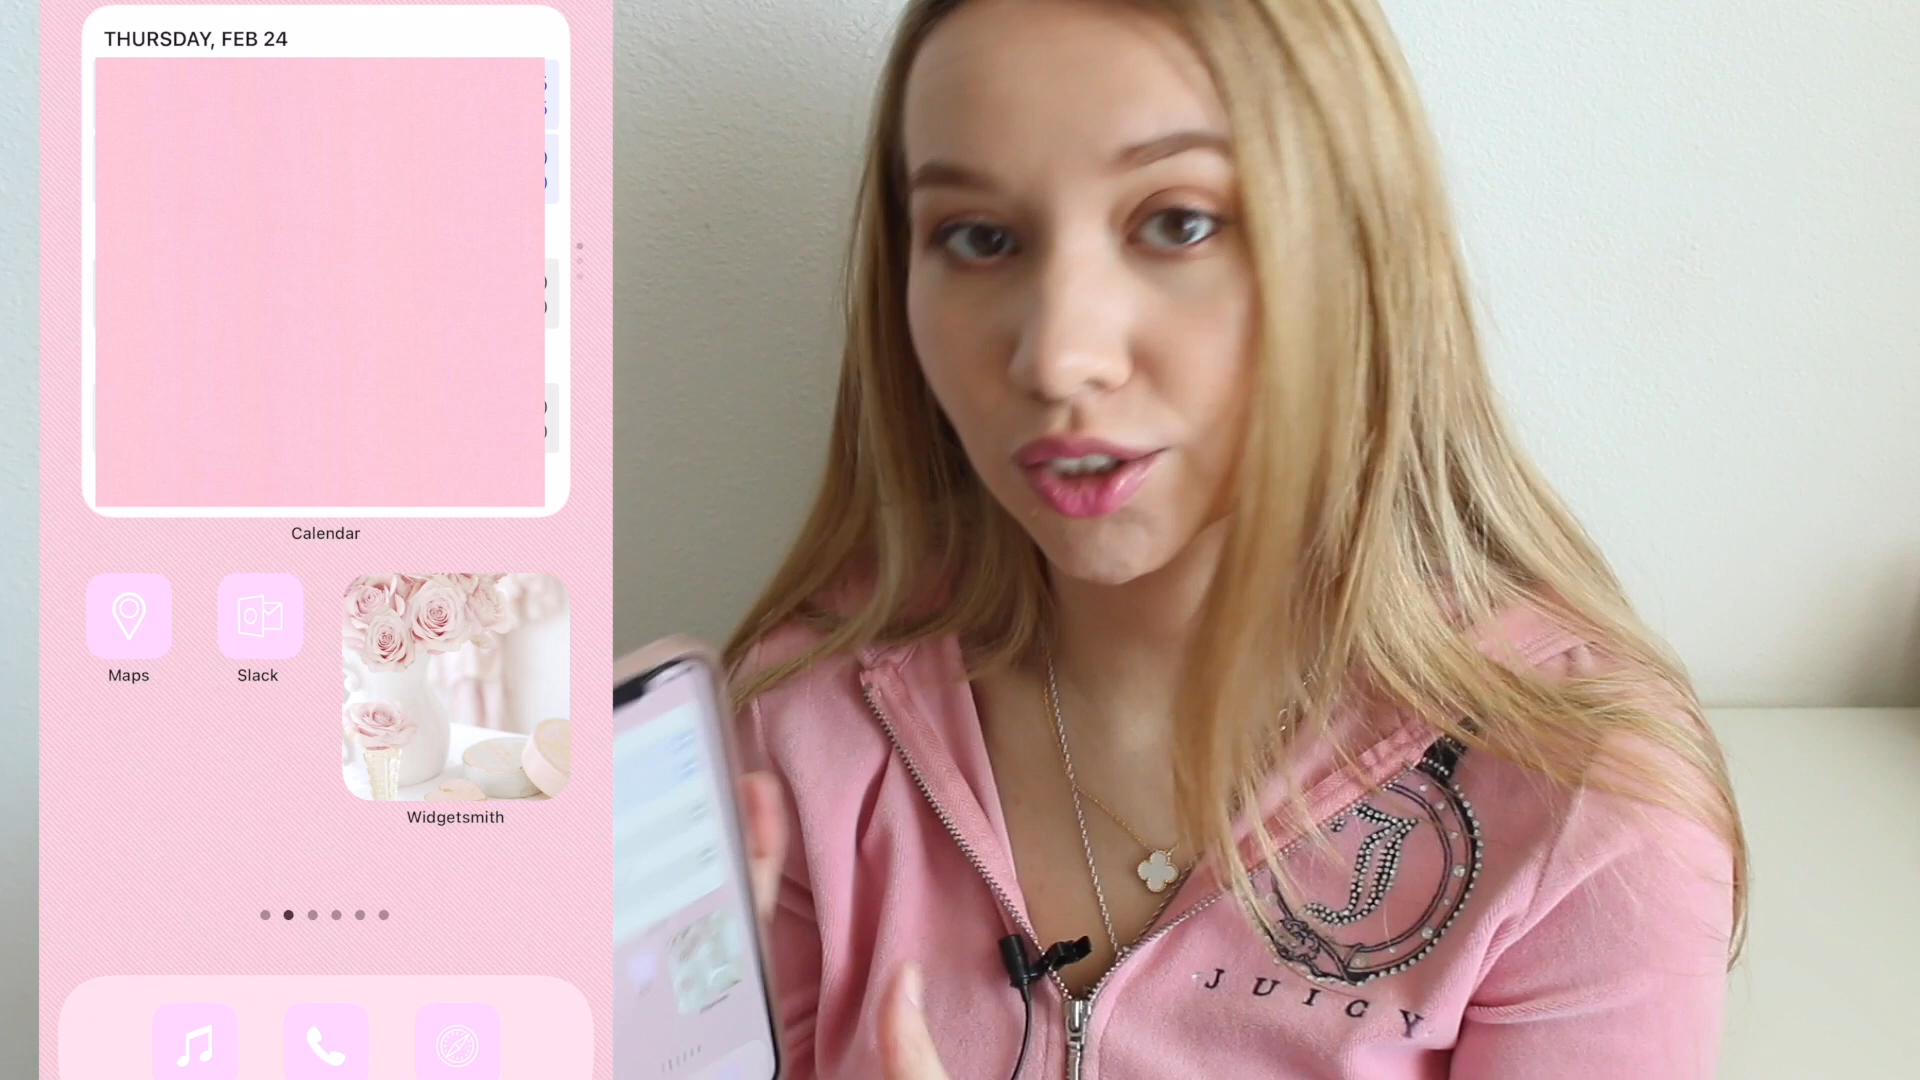 THURSDAY, FEB 24
Calendar
Maps
Slack
Widgetsmith
J
JUICY